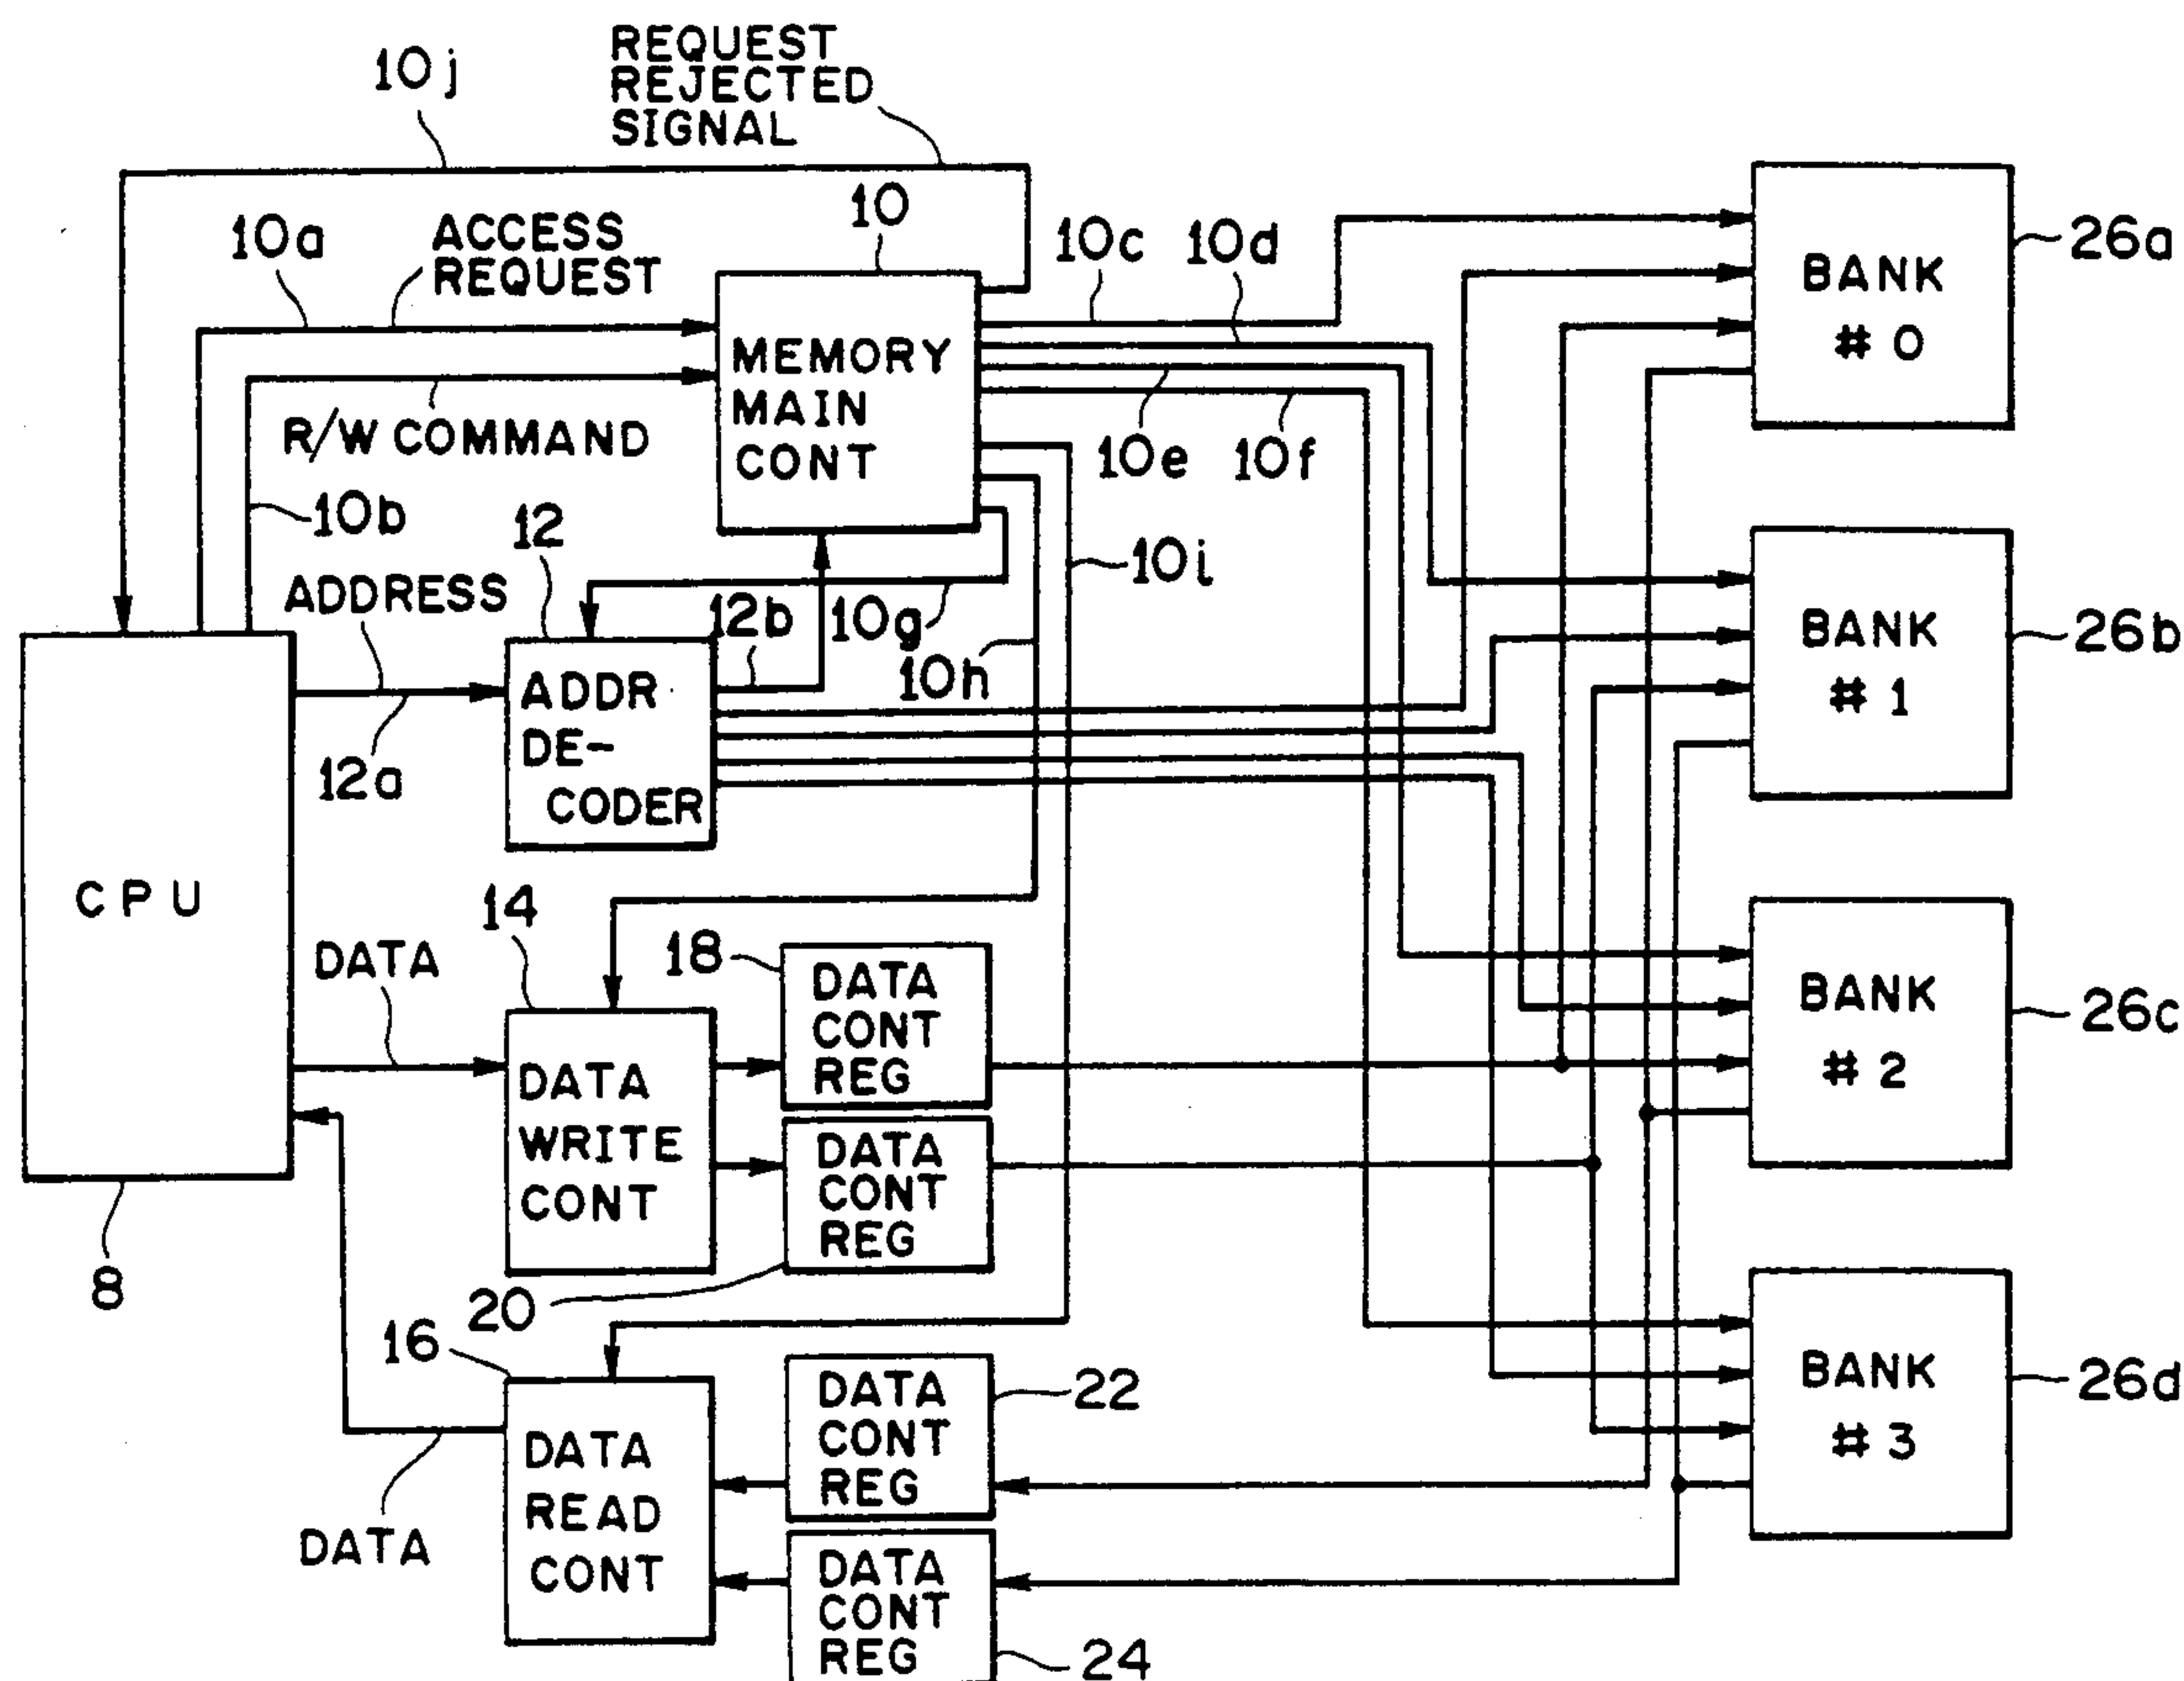 10j
REQUEST
REJECTED
SIGNAL
10a
ACCESS
REQUEST
10
10c
10d
26a
BANK
# 0
MEMORY
MAIN
CONT
R/W COMMAND
10b
10e
10f
12
10i
ADDRESS
12b
10g
10h
BANK
# 1
26b
ADDR
DE-
CODER
12a
CPU
14
DATA
18
DATA
CONT
REG
BANK
# 2
26c
DATA
WRITE
CONT
DATA
CONT
REG
8
20
16
22
DATA
CONT
REG
BANK
# 3
26d
DATA
READ
CONT
DATA
DATA
CONT
REG
24